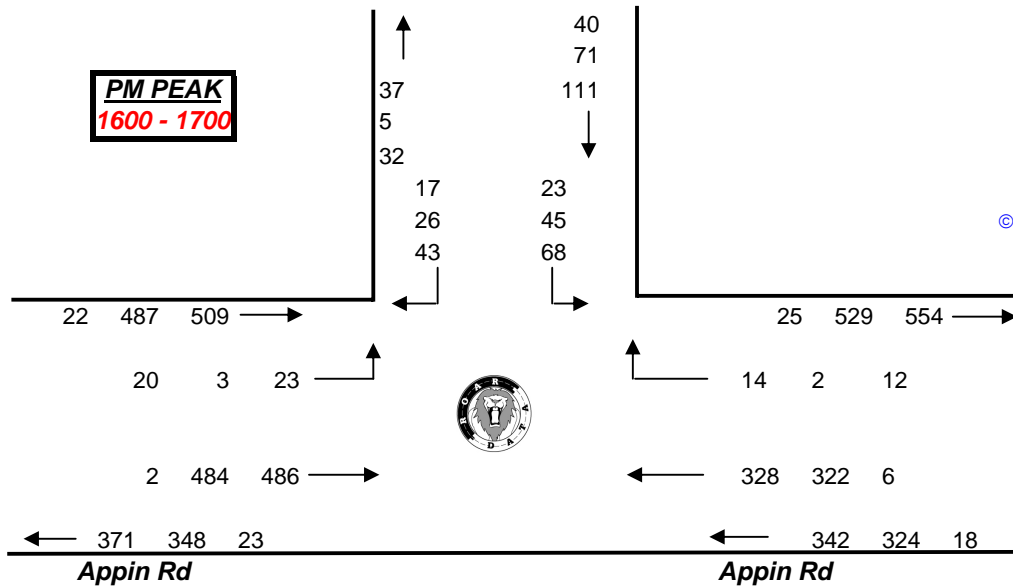 40
71
PM PEAK
37
111
1600 - 1700
5
32
17
23
26
45
©
43
68
22 487 509
25 529 554
20 3 23
14 2 12
ROAR DATA
2 484 486
328 322 6
371 348 23
342 324 18
Appin Rd
Appin Rd